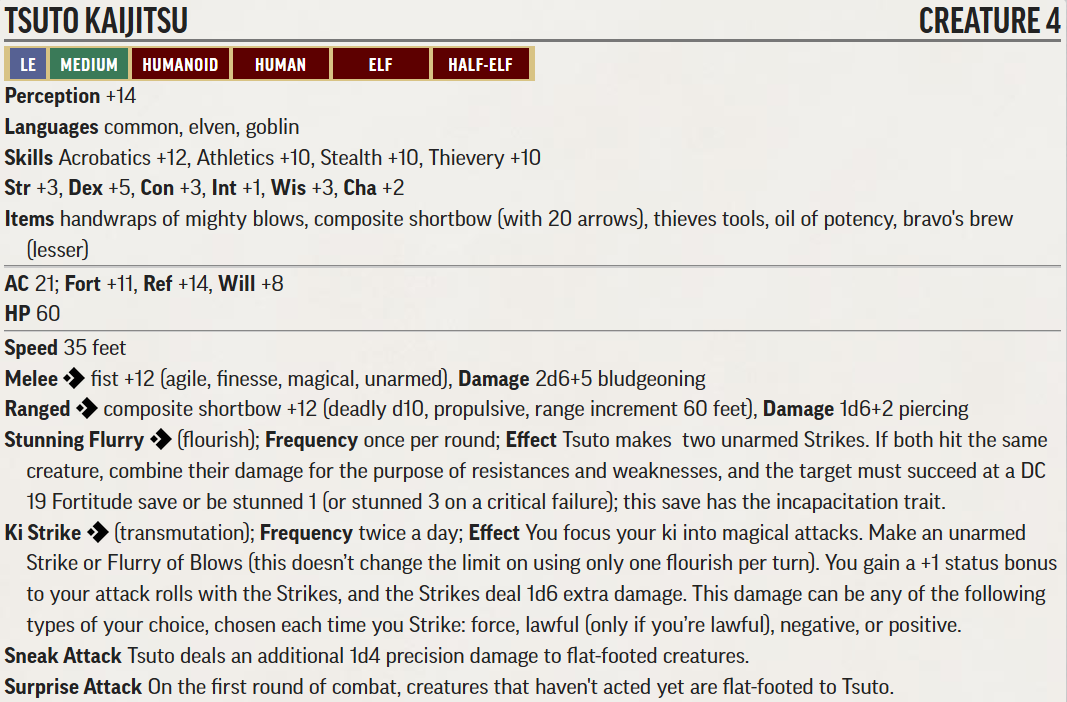 TSUTO KAIJITSU CREATURE 4
LE MEDIUM HUMANOID HUMAN ELF HALF-ELF
Perception +14
Languages common, elven, goblin
Skills Acrobatics +12, Athletics +10, Stealth +10, Thievery +10
Str +3, Dex +5, Con +3, Int +1, Wis +3, Cha +2
Items handwraps of mighty blows, composite shortbow (with 20 arrows), thieves tools, oil of potency, bravo's brew
(lesser)
AC 21; Fort +11, Ref +14, Will +8
HP 60
Speed 35 feet
Melee fist +12 (agile, finesse, magical, unarmed), Damage 2d6+5 bludgeoning
Ranged composite shortbow +12 (deadly d10, propulsive, range increment 60 feet), Damage 1d6+2 piercing
Stunning Flurry (flourish); Frequency once per round; Effect Tsuto makes two unarmed Strikes. If both hit the same
creature, combine their damage for the purpose of resistances and weaknesses, and the target must succeed at a DC
19 Fortitude save or be stunned 1 (or stunned 3 on a critical failure); this save has the incapacitation trait.
Ki Strike (transmutation); Frequency twice a day; Effect You focus your ki into magical attacks. Make an unarmed
Strike or Flurry of Blows (this doesn't change the limit on using only one flourish per turn). You gain a +1 status bonus
to your attack rolls with the Strikes, and the Strikes deal 1d6 extra damage. This damage can be any of the following
types of your choice, chosen each time you Strike: force, lawful (only if you're lawful), negative, or positive.
Sneak Attack Tsuto deals an additional 1d4 precision damage to flat-footed creatures.
Surprise Attack On the first round of combat, creatures that haven't acted yet are flat-footed to Tsuto.